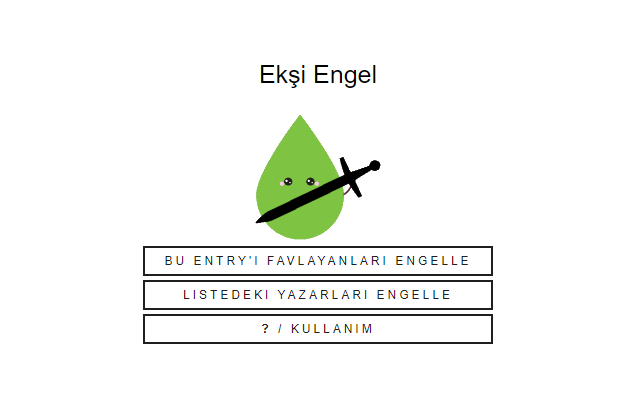 Ekşi Engel
BU ENTRY'I FAVLAYANLARI ENGELLE
LISTEDEKI YAZARLARI ENGELLE
? / KULLANIM